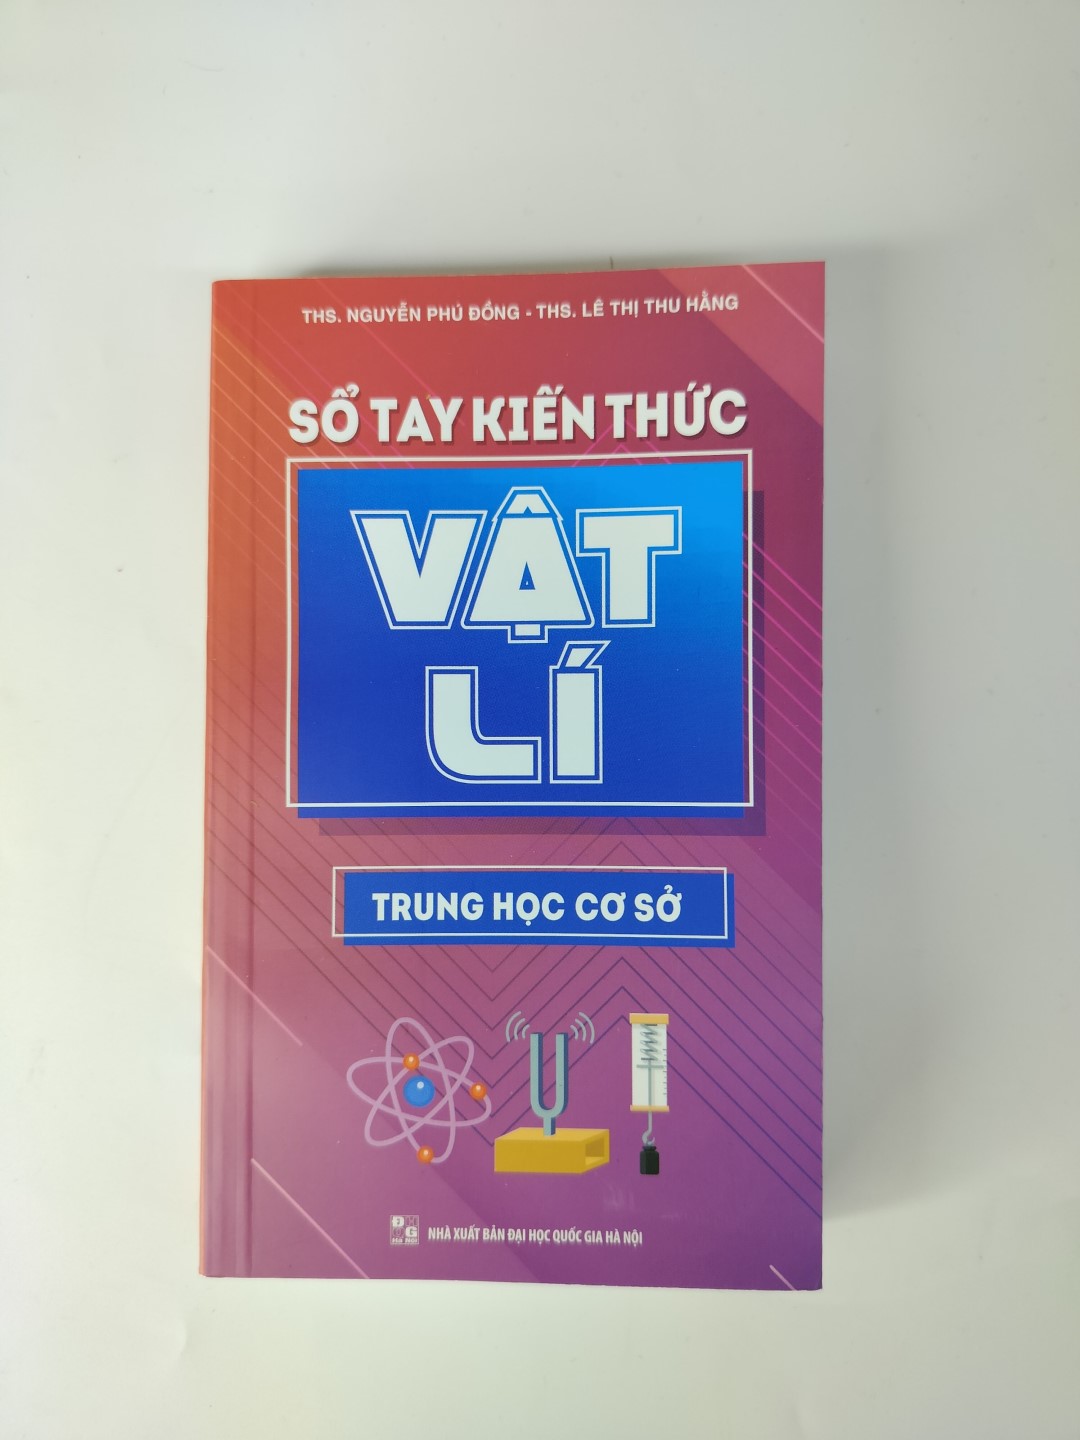 THS. NGUYỄN PHÚ ĐỒNG - THS. LÊ THỊ THU HẰNG
SỔ TAY KIẾN THỨC
VẬT
LÍ
TRUNG HỌC CƠ SỞ
NHÀ XUẤT BẢN ĐẠI HỌC QUỐC GIA HÀ NỘI